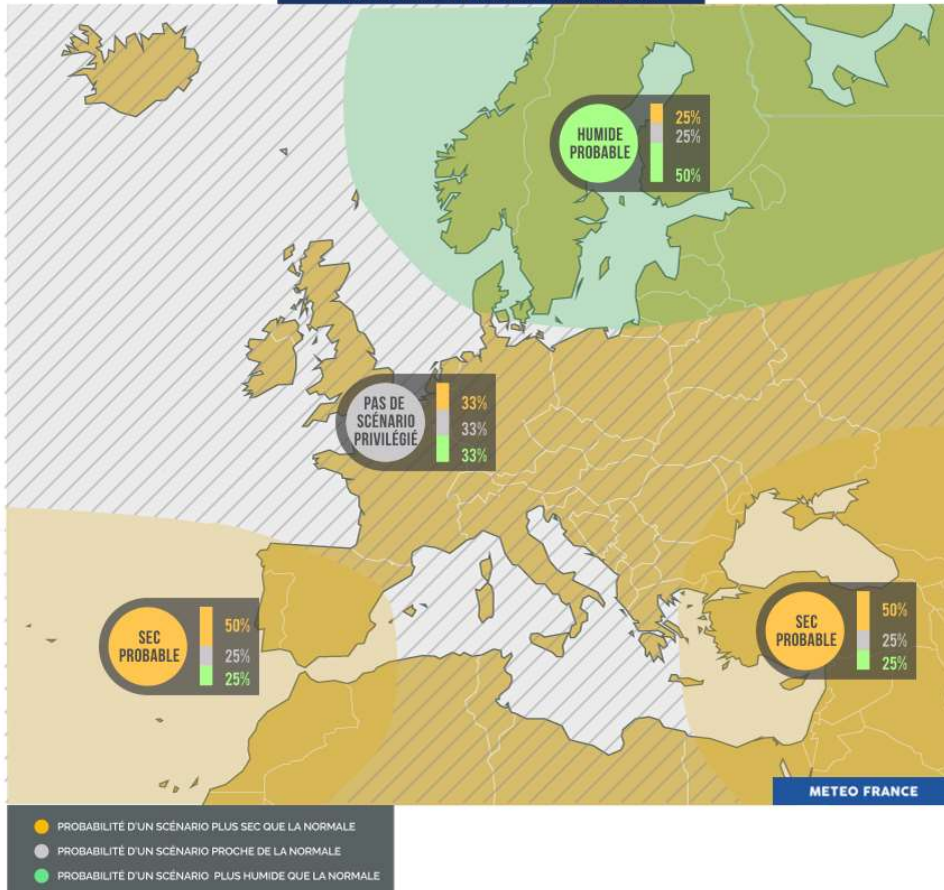 HUMIDE
PROBABLE
25%
25%
50%
PAS DE
SCÉNARIO
PRIVILÉGIÉ
33%
33%
33%
SEC
PROBABLE
50%
25%
25%
SEC
PROBABLE
50%
25%
25%
METEO FRANCE
PROBABILITÉ D'UN SCÉNARIO PLUS SEC QUE LA NORMALE
PROBABILITÉ D'UN SCÉNARIO PROCHE DE LA NORMALE
PROBABILITÉ D'UN SCÉNARIO PLUS HUMIDE QUE LA NORMALE